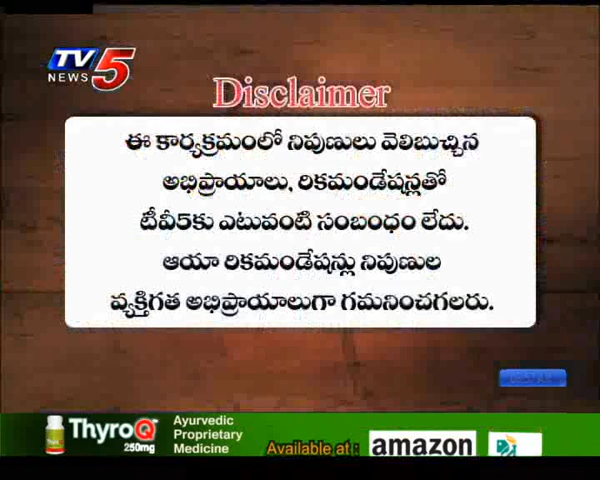 TV5
NEWS
Disclaimer
ఈ కార్యక్రమంలో నిపుణులు వెలిబుచ్చిన
అభిప్రాయాలు, రికమండేషన్లతో
టీవీ5కు ఎటువంటి సంబంధం లేదు.
ఆయా రికమండేషన్లు నిపుణుల
వ్యక్తిగత అభిప్రాయాలుగా గమనించగలరు.
ThyroQ
250mg
Ayurvedic
Proprietary
Medicine
Available at :
amazon